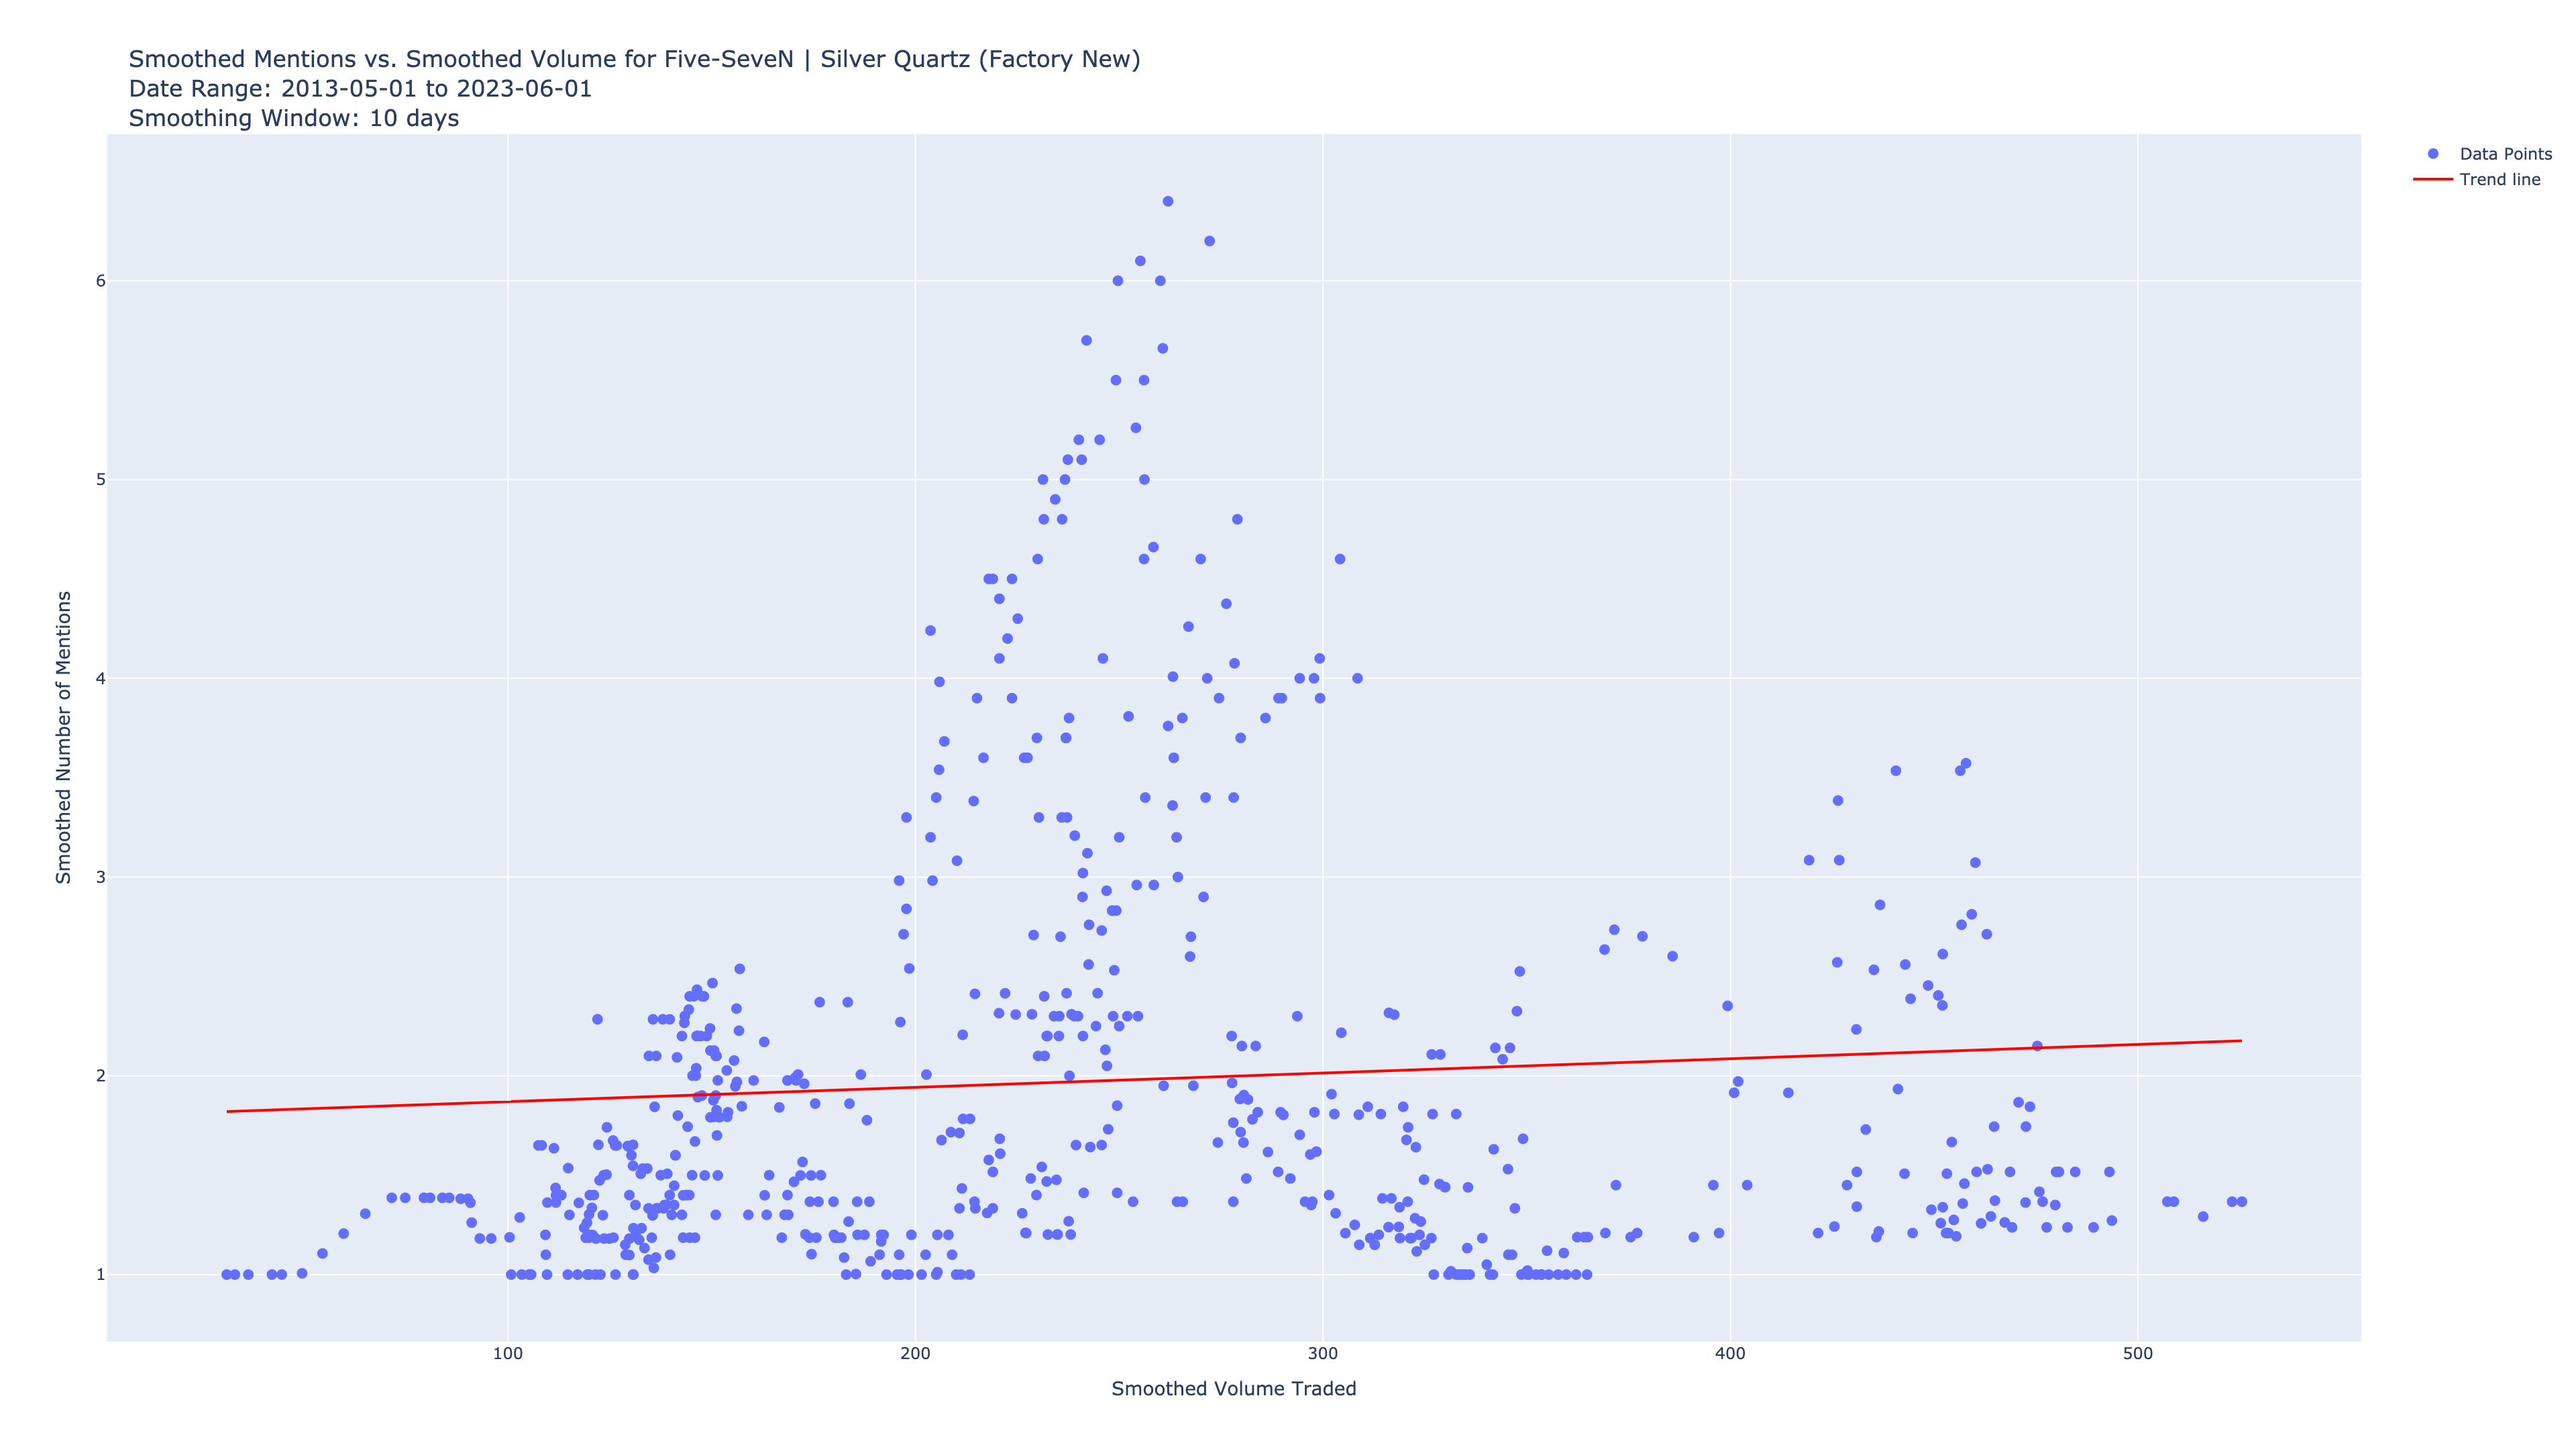 Smoothed Mentions vs. Smoothed Volume for Five-SeveN | Silver Quartz (Factory New)
Date Range: 2013-05-01 to 2023-06-01
Smoothing Window: 10 days
Data Points
Trend line
Smoothed Number of Mentions
6
5
4
3
2
1
100
200
300
400
500
Smoothed Volume Traded